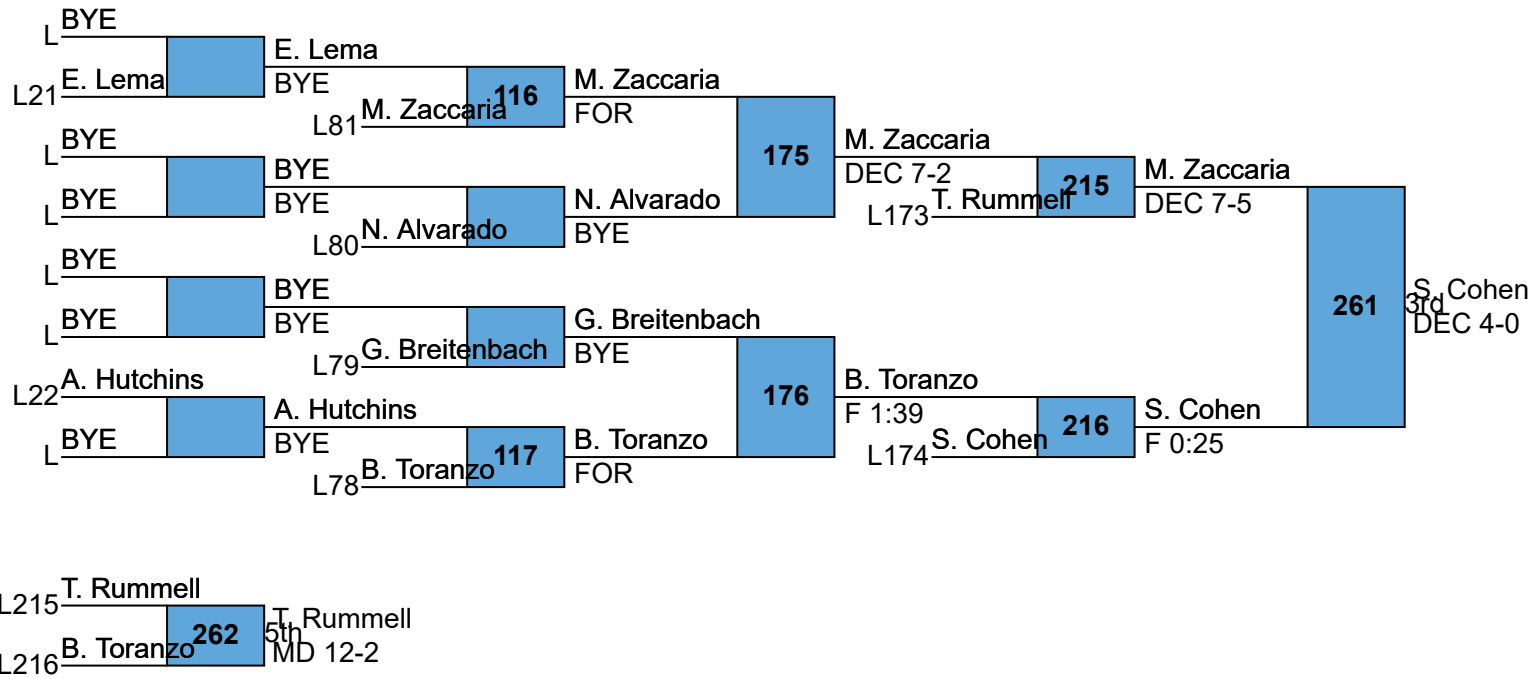 BYE
L
E. Lema
L21
E. Lema
BYE
116
M. Zaccaria
L81
M. Zaccaria
FOR
BYE
L
BYE
L
BYE
BYE
N. Alvarado
L80
N. Alvarado
BYE
175
M. Zaccaria
DEC 7-2
T. Rummell
L173
215
M. Zaccaria
DEC 7-5
BYE
L
BYE
L
BYE
BYE
G. Breitenbach
L79
G. Breitenbach
BYE
A. Hutchins
L22
BYE
L
A. Hutchins
BYE
117
B. Toranzo
L78
B. Toranzo
FOR
176
B. Toranzo
F 1:39
S. Cohen
L174
216
S. Cohen
F 0:25
261
S. Cohen
3rd
DEC 4-0
T. Rummell
L215
B. Toranzo
L216
262
T. Rummell
5th
MD 12-2